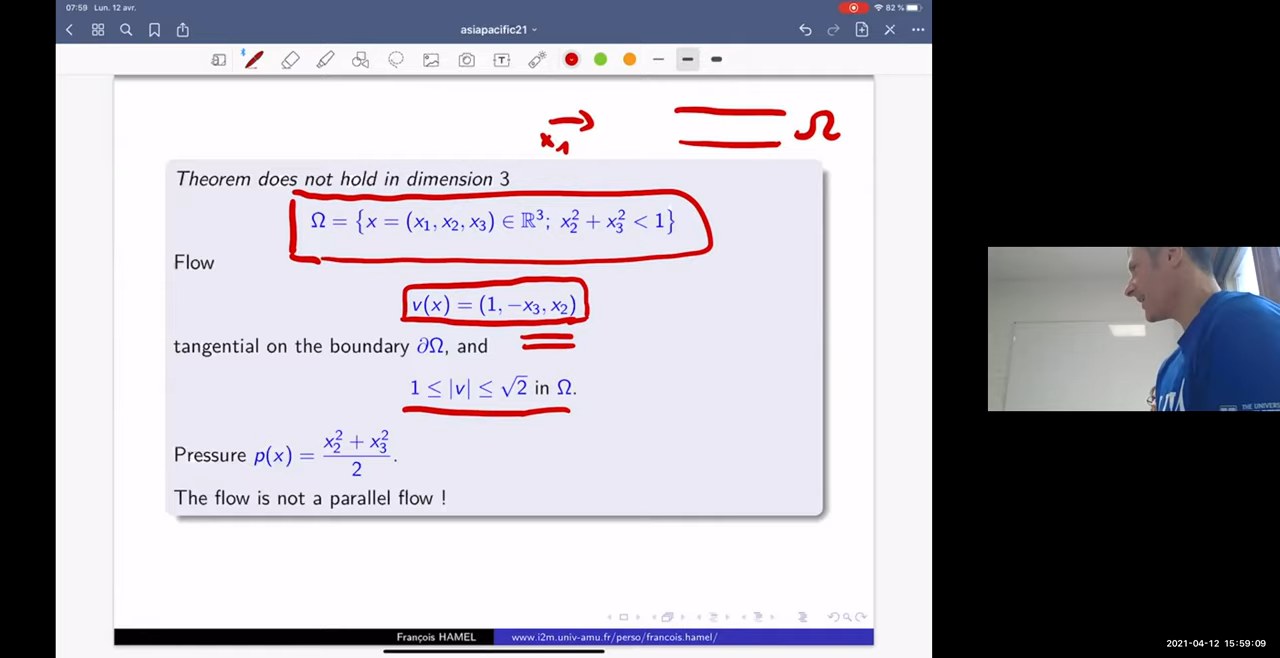 07:59 Lun. 12 avr.
82 %
asiapacific21
x₁ → Ω
Theorem does not hold in dimension 3
Ω = {x = (x₁, x₂, x₃) ∈ ℝ³; x₂² + x₃² < 1}
Flow
v(x) = (1, −x₃, x₂)
tangential on the boundary ∂Ω, and
1 ≤ |v| ≤ √2 in Ω.
Pressure p(x) = (x₂² + x₃²)/2.
The flow is not a parallel flow !
François HAMEL www.i2m.univ-amu.fr/perso/francois.hamel/
THE UNIVERS
2021-04-12 15:59:09